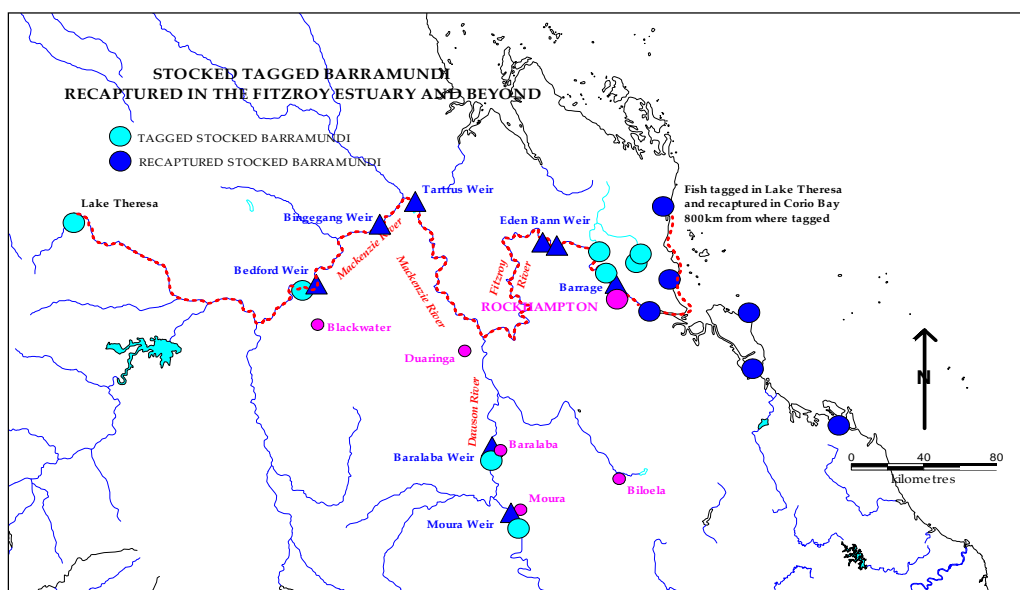 STOCKED TAGGED BARRAMUNDI
RECAPTURED IN THE FITZROY ESTUARY AND BEYOND
TAGGED STOCKED BARRAMUNDI
RECAPTURED STOCKED BARRAMUNDI
Lake Theresa
Tartrus Weir
Fish tagged in Lake Theresa
and recaptured in Corio Bay
800km from where tagged
Bingegang Weir
Eden Bann Weir
Mackenzie River
Bedford Weir
Mackenzie River
Fitzroy
River
Barrage
ROCKHAMPTON
Blackwater
Duaringa
N
Dawson River
Baralaba
Baralaba Weir
0 40 80
kilometres
Biloela
Moura
Moura Weir